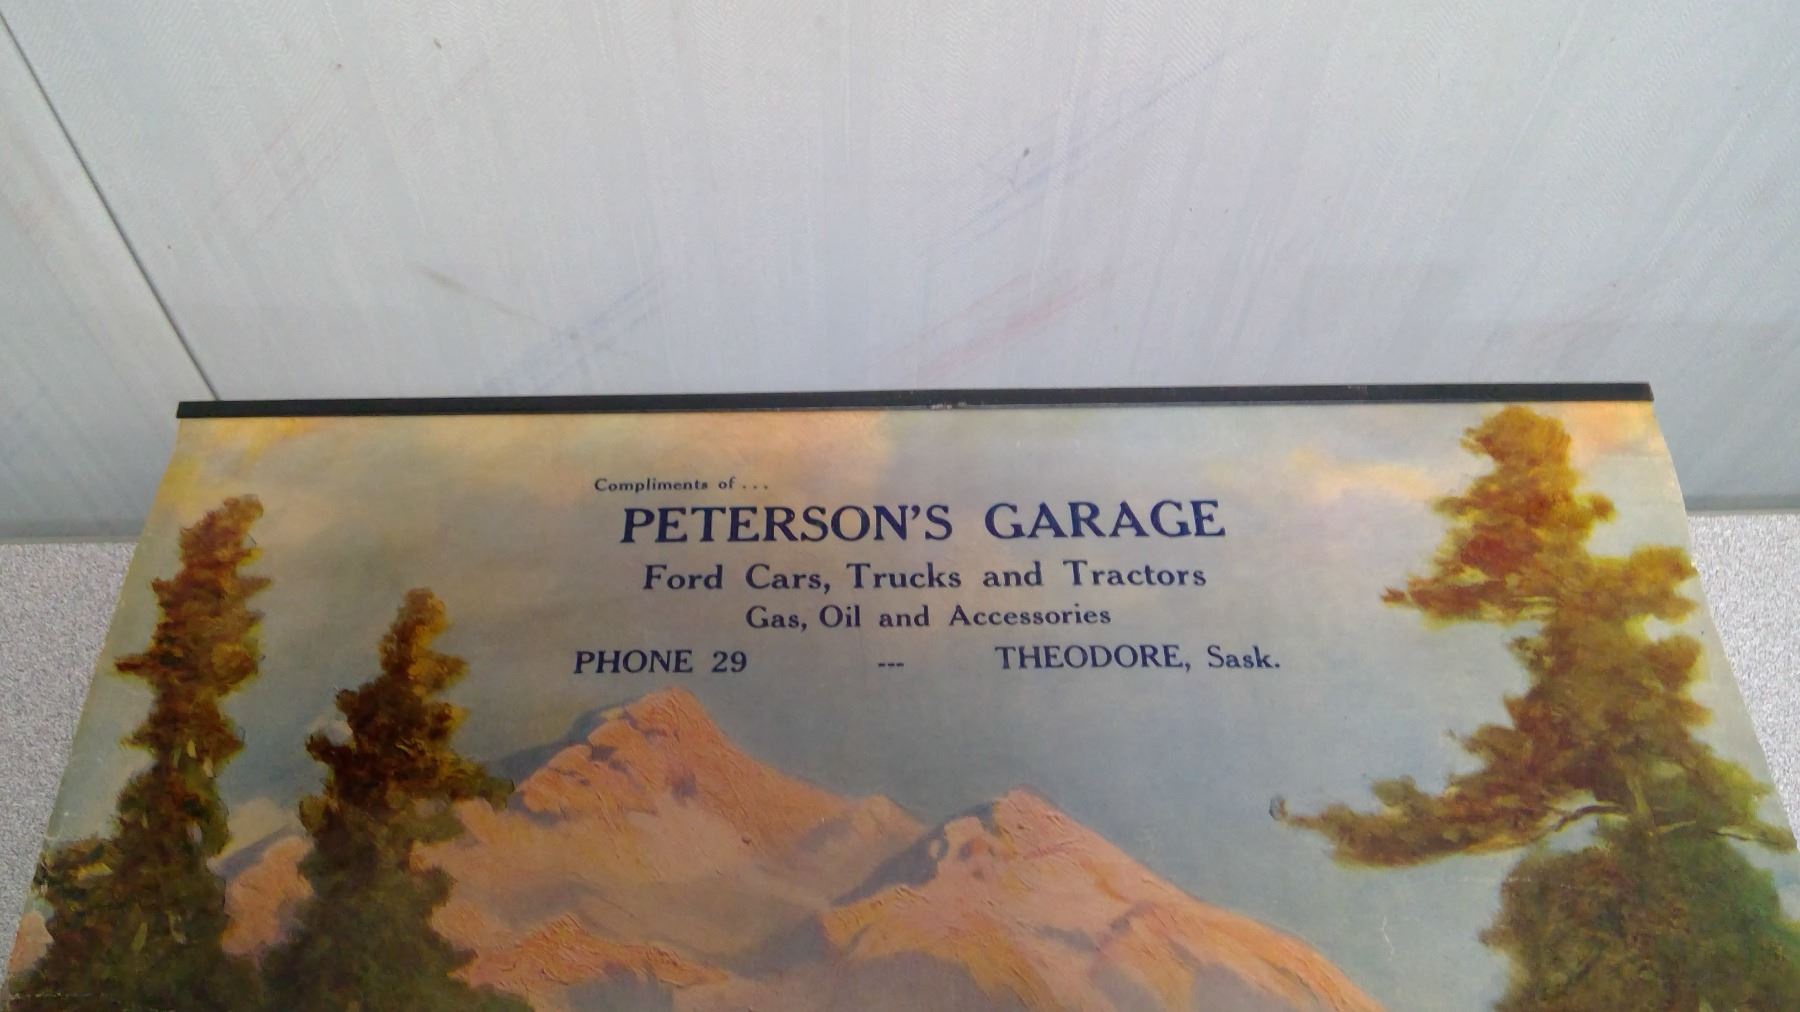 Compliments of . . .
PETERSON'S GARAGE
Ford Cars, Trucks and Tractors
Gas, Oil and Accessories
PHONE 29 --- THEODORE, Sask.